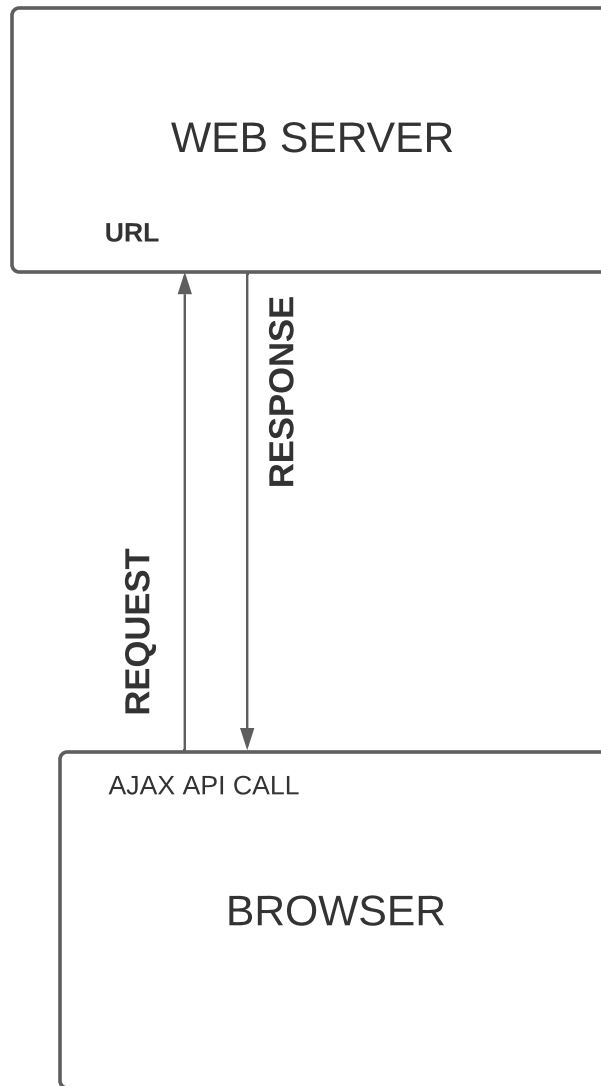 WEB SERVER
URL
RESPONSE
REQUEST
AJAX API CALL
BROWSER